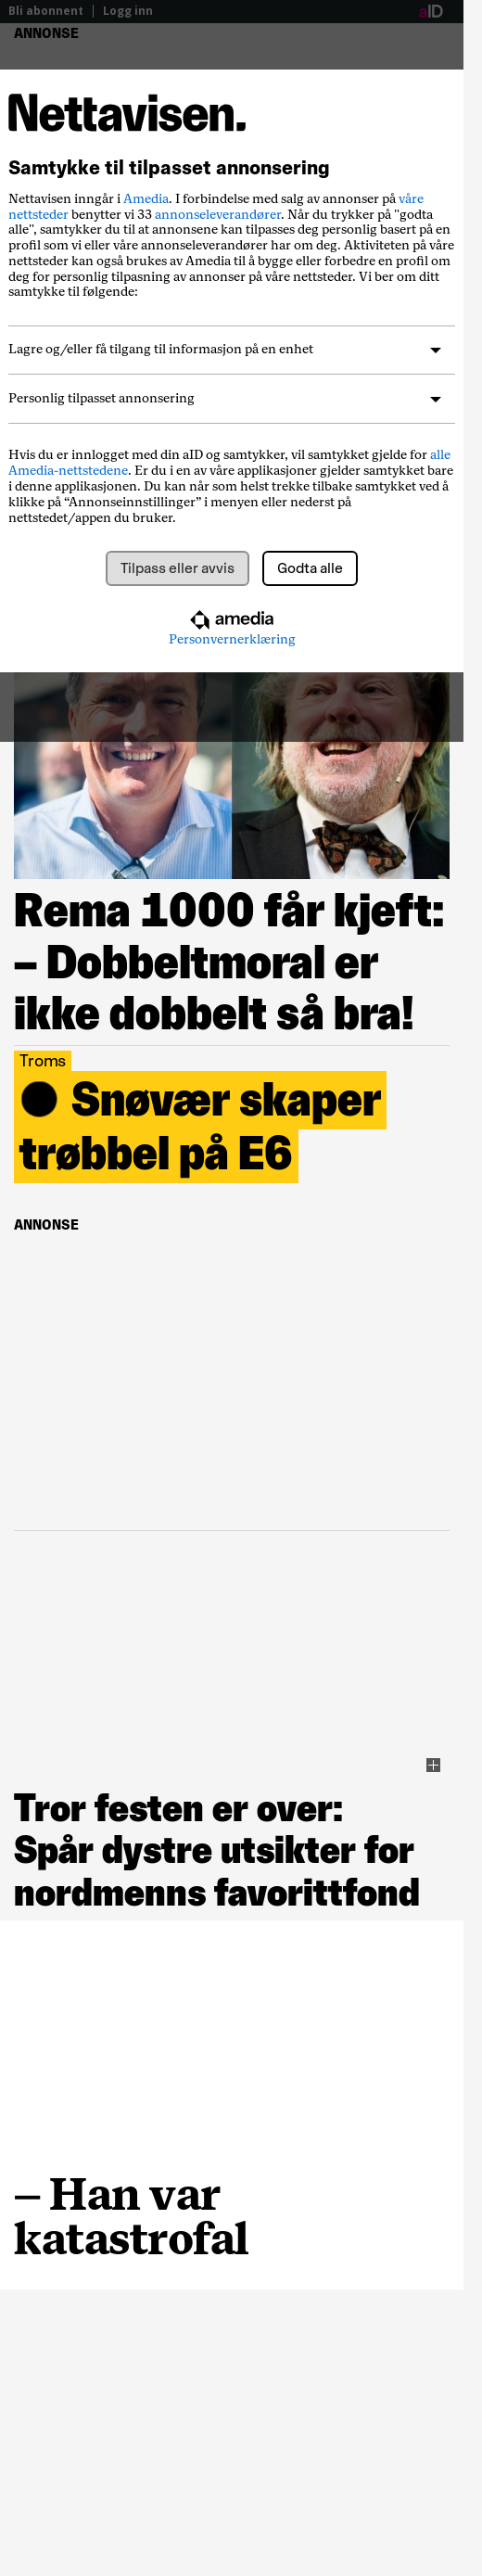 Bli abonnent | Logg inn
aID
ANNONSE
Nettavisen.
Samtykke til tilpasset annonsering
Nettavisen inngår i Amedia. I forbindelse med salg av annonser på våre
nettsteder benytter vi 33 annonseleverandører. Når du trykker på "godta
alle", samtykker du til at annonsene kan tilpasses deg personlig basert på en
profil som vi eller våre annonseleverandører har om deg. Aktiviteten på våre
nettsteder kan også brukes av Amedia til å bygge eller forbedre en profil om
deg for personlig tilpasning av annonser på våre nettsteder. Vi ber om ditt
samtykke til følgende:
Lagre og/eller få tilgang til informasjon på en enhet
Personlig tilpasset annonsering
Hvis du er innlogget med din aID og samtykker, vil samtykket gjelde for alle
Amedia-nettstedene. Er du i en av våre applikasjoner gjelder samtykket bare
i denne applikasjonen. Du kan når som helst trekke tilbake samtykket ved å
klikke på “Annonseinnstillinger” i menyen eller nederst på
nettstedet/appen du bruker.
Tilpass eller avvis
Godta alle
amedia
Personvernerklæring
Rema 1000 får kjeft:
– Dobbeltmoral er
ikke dobbelt så bra!
Troms
Snøvær skaper
trøbbel på E6
ANNONSE
Tror festen er over:
Spår dystre utsikter for
nordmenns favorittfond
– Han var
katastrofal